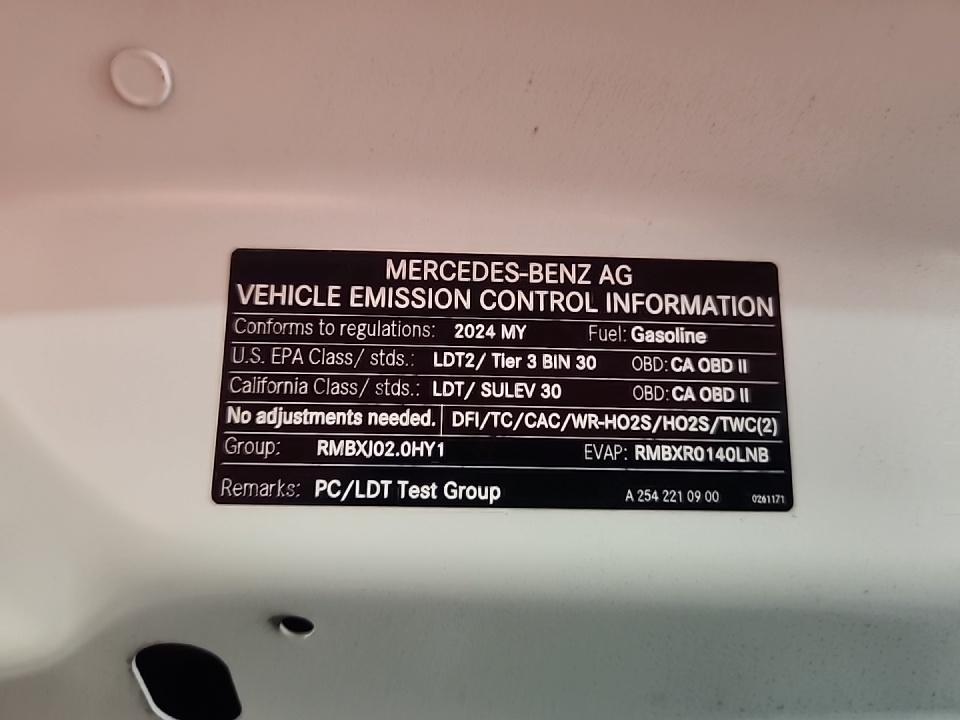 MERCEDES-BENZ AG
VEHICLE EMISSION CONTROL INFORMATION
Conforms to regulations: 2024 MY Fuel: Gasoline
U.S. EPA Class/ stds.: LDT2/ Tier 3 BIN 30 OBD: CA OBD II
California Class/ stds.: LDT/ SULEV 30 OBD: CA OBD II
No adjustments needed. DFI/TC/CAC/WR-HO2S/HO2S/TWC(2)
Group: RMBXJ02.0HY1 EVAP: RMBXR0140LNB
Remarks: PC/LDT Test Group A 254 221 09 00 0261171